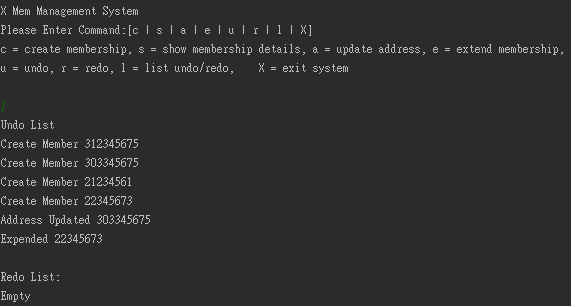 X Mem Management System
Please Enter Command:[c | s | a | e | u | r | l | X]
c = create membership, s = show membership details, a = update address, e = extend membership,
u = undo, r = redo, l = list undo/redo,    X = exit system
l
Undo List
Create Member 312345675
Create Member 303345675
Create Member 21234561
Create Member 22345673
Address Updated 303345675
Expended 22345673
Redo List:
Empty